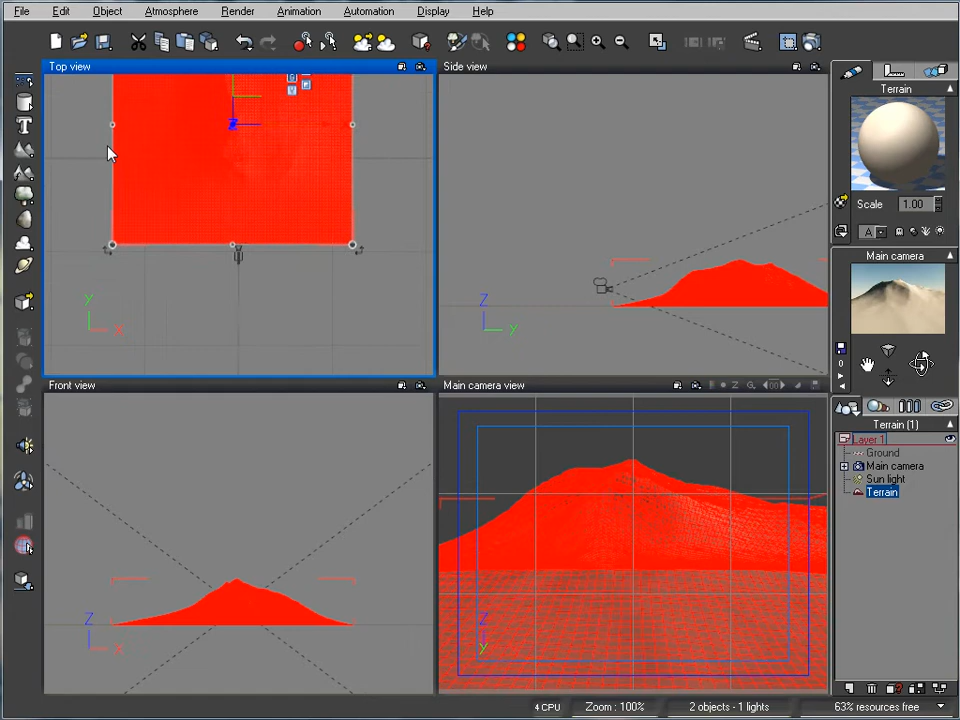 File Edit Object Atmosphere Render Animation Automation Display Help
Top view
Side view
Terrain
Scale 1.00
A
Main camera
0
Z
Y
X
Z
Y
Front view
Main camera view
Terrain (1)
Layer 1
Ground
Main camera
Sun light
Terrain
Z
X
Z
Y
4 CPU Zoom : 100% 2 objects - 1 lights 63% resources free